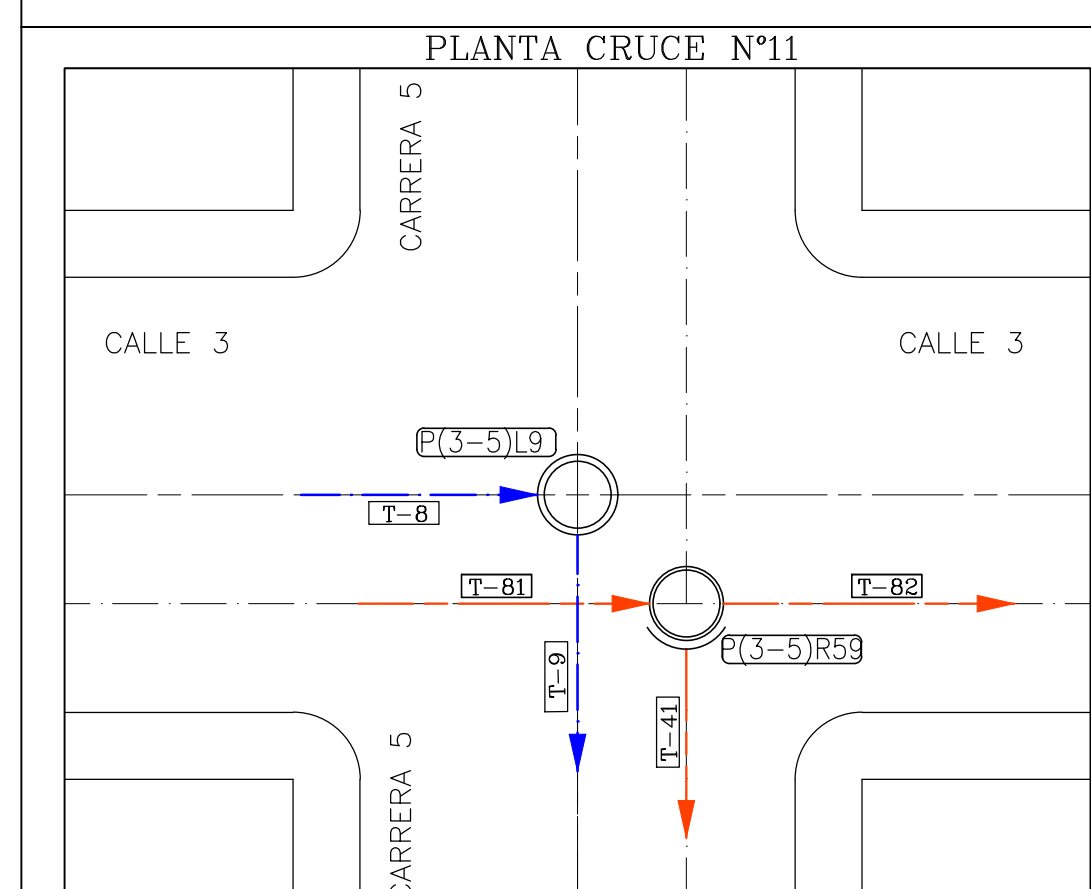 PLANTA CRUCE N°11
CARRERA 5
CALLE 3
CALLE 3
P(3-5)L9
T-8
T-81
T-82
P(3-5)R59
T-9
T-41
CARRERA 5